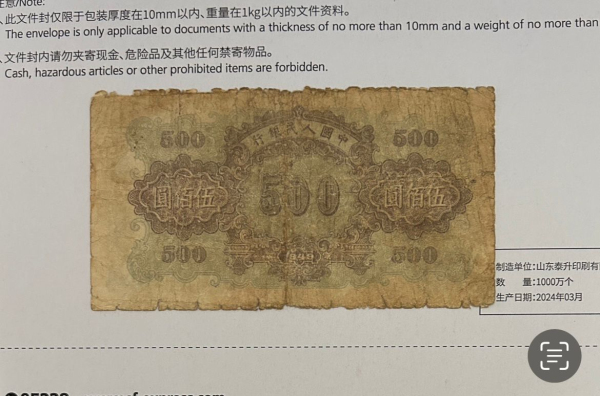 注意/Note:
、此文件封仅限于包装厚度在10mm以内、重量在1kg以内的文件资料。
The envelope is only applicable to documents with a thickness of no more than 10mm and a weight of no more than
、文件封内请勿夹寄现金、危险品及其他任何禁寄物品。
Cash, hazardous articles or other prohibited items are forbidden.
行銀民人國中
500 500
圓佰伍 500 圓佰伍
500 1949 500
制造单位:山东泰升印刷有
数 量:1000万个
生产日期:2024年03月